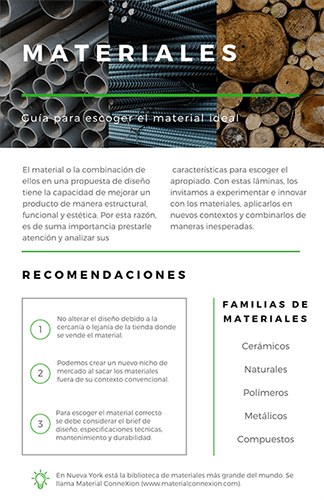 MATERIALES
Guía para escoger el material ideal
El material o la combinación de
ellos en una propuesta de diseño
tiene la capacidad de mejorar un
producto de manera estructural,
funcional y estética. Por esta razón,
es de suma importancia prestarle
atención y analizar sus
características para escoger el
apropiado. Con estas láminas, los
invitamos a experimentar e innovar
con los materiales, aplicarlos en
nuevos contextos y combinarlos de
maneras inesperadas.
RECOMENDACIONES
1
No alterar el diseño debido a la
cercanía o lejanía de la tienda donde
se vende el material.
2
Podemos crear un nuevo nicho de
mercado al sacar los materiales
fuera de su contexto convencional.
3
Para escoger el material correcto
se debe considerar el brief de
diseño, especificaciones técnicas,
mantenimiento y durabilidad.
FAMILIAS DE
MATERIALES
Cerámicos
Naturales
Polímeros
Metálicos
Compuestos
En Nueva York está la biblioteca de materiales más grande del mundo. Se
llama Material ConneXion (www.materialconnexion.com).